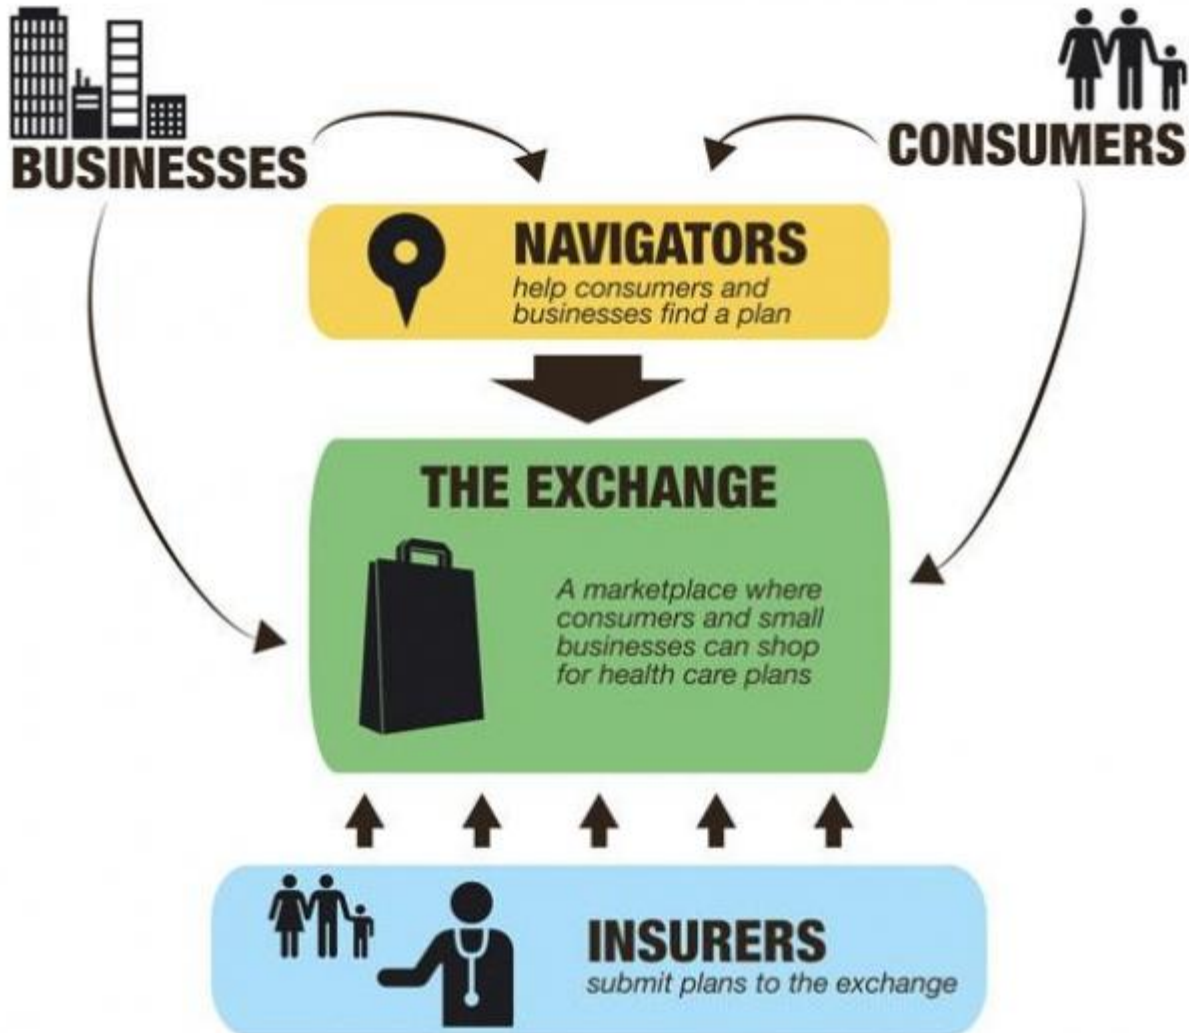 BUSINESSES
CONSUMERS
NAVIGATORS
help consumers and
businesses find a plan
THE EXCHANGE
A marketplace where
consumers and small
businesses can shop
for health care plans
INSURERS
submit plans to the exchange